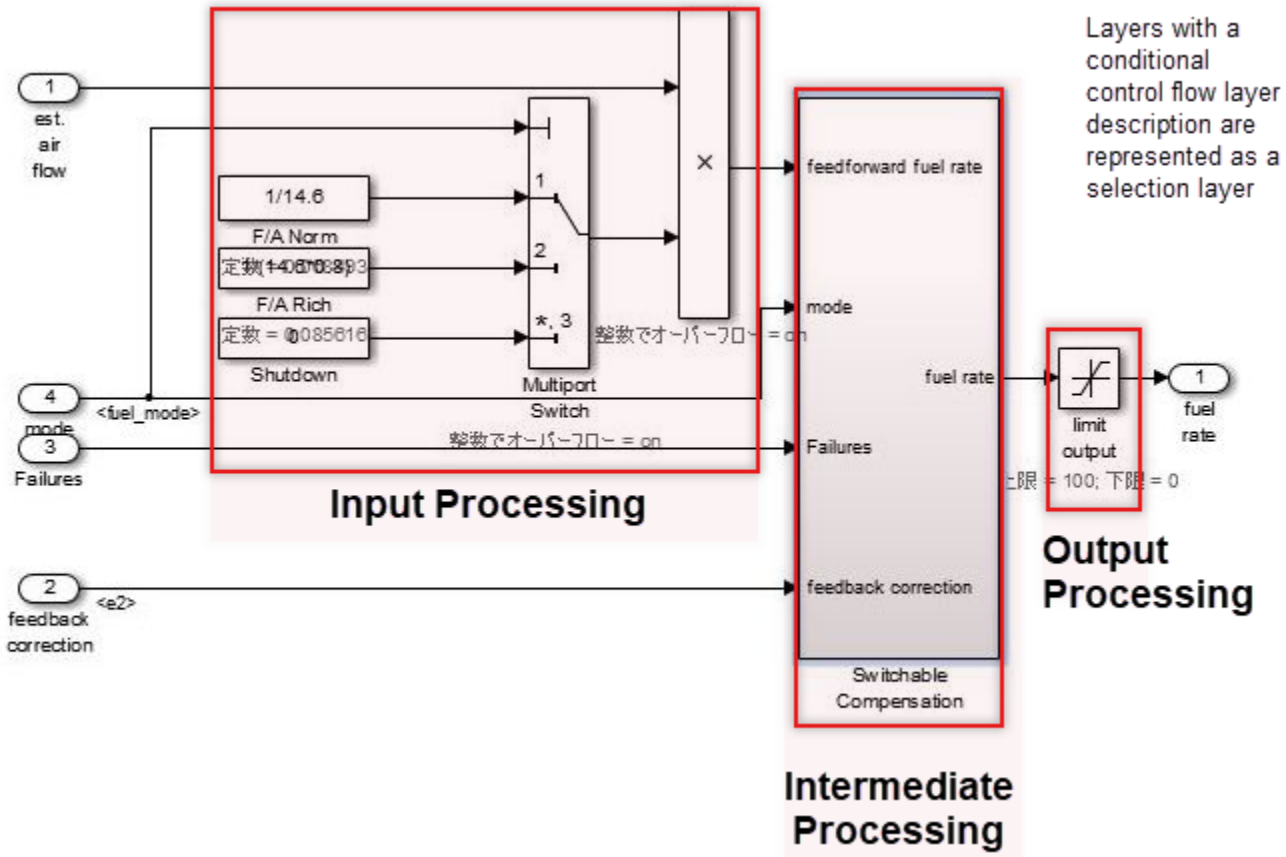 Layers with a
conditional
control flow layer
description are
represented as a
selection layer
1
est.
air
flow
×
feedforward fuel rate
1/14.6
1
F/A Norm
2
F/A Rich
定数 = 0.085616
*, 3
整数でオーバーフロー = on
Shutdown
mode
Multiport
Switch
4
mode
<fuel_mode>
整数でオーバーフロー = on
3
Failures
Failures
fuel rate
limit
output
1
fuel
rate
上限 = 100; 下限 = 0
Input Processing
2
<e2>
feedback
correction
feedback correction
Output
Processing
Switchable
Compensation
Intermediate
Processing